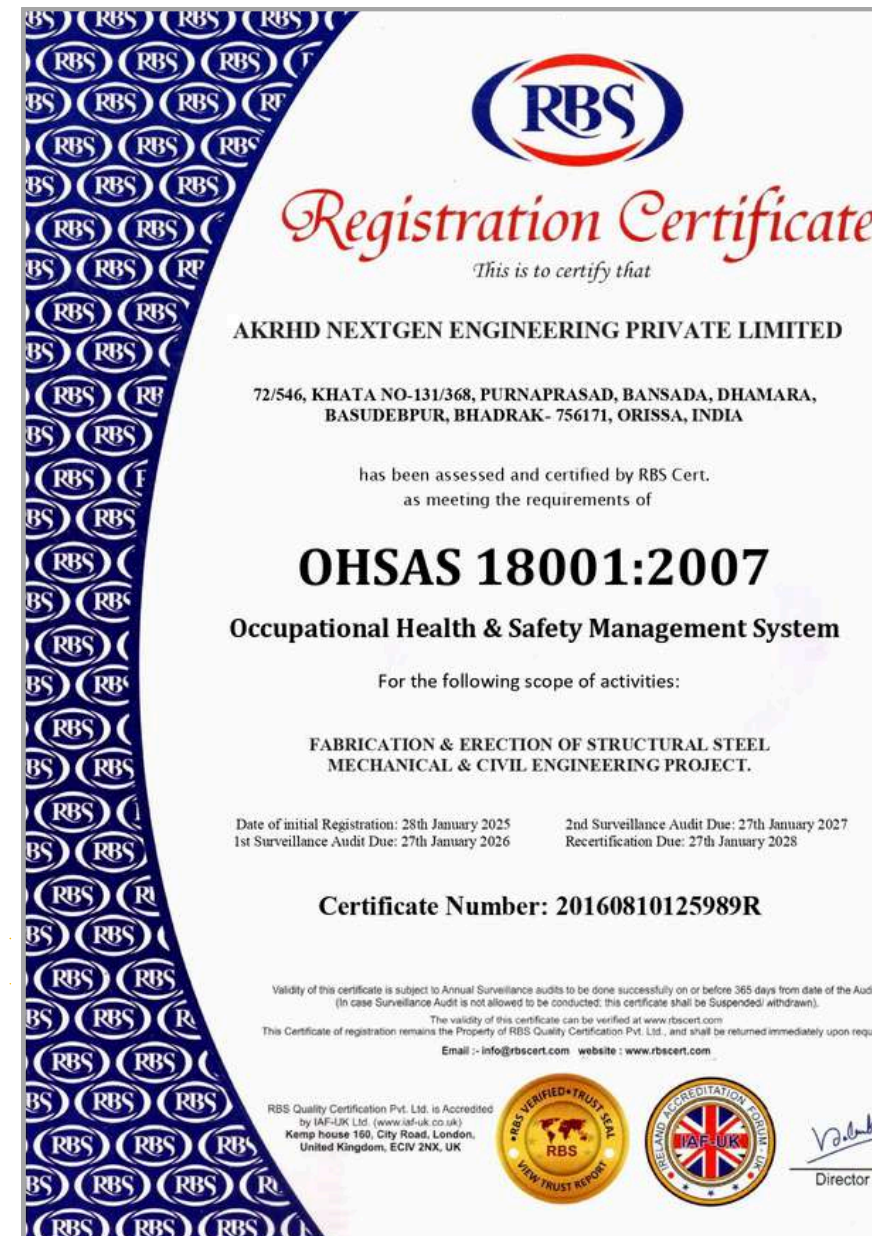 RBS
Registration Certificate
This is to certify that
AKRHD NEXTGEN ENGINEERING PRIVATE LIMITED
72/546, KHATA NO-131/368, PURNAPRASAD, BANSADA, DHAMARA,
BASUDEBPUR, BHADRAK- 756171, ORISSA, INDIA
has been assessed and certified by RBS Cert.
as meeting the requirements of
OHSAS 18001:2007
Occupational Health & Safety Management System
For the following scope of activities:
FABRICATION & ERECTION OF STRUCTURAL STEEL
MECHANICAL & CIVIL ENGINEERING PROJECT.
Date of initial Registration: 28th January 2025 2nd Surveillance Audit Due: 27th January 2027
1st Surveillance Audit Due: 27th January 2026 Recertification Due: 27th January 2028
Certificate Number: 20160810125989R
Validity of this certificate is subject to Annual Surveillance audits to be done successfully on or before 365 days from date of the Audi
(In case Surveillance Audit is not allowed to be conducted; this certificate shall be Suspended/ withdrawn).
The validity of this certificate can be verified at www.rbscert.com
This Certificate of registration remains the Property of RBS Quality Certification Pvt. Ltd., and shall be returned immediately upon requ
Email :- info@rbscert.com website : www.rbscert.com
RBS Quality Certification Pvt. Ltd. is Accredited
by IAF-UK Ltd. (www.iaf-uk.co.uk)
Kemp house 160, City Road, London,
United Kingdom, ECIV 2NX, UK
RBS VERIFIED•TRUST SEAL
RBS
VIEW TRUST REPORT
IRELAND ACCREDITATION FORUM - UK
IAF-UK
Director